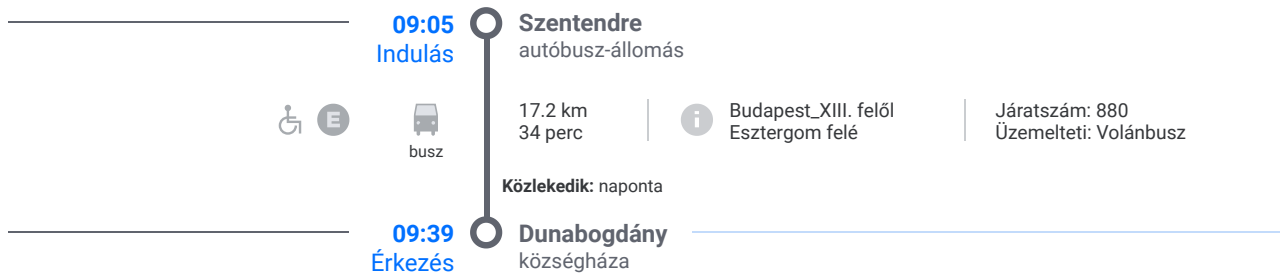 09:05 Szentendre
Indulás autóbusz-állomás
E
17.2 km Budapest_XIII. felől Járatszám: 880
34 perc Esztergom felé Üzemelteti: Volánbusz
busz
Közlekedik: naponta
09:39 Dunabogdány
Érkezés községháza